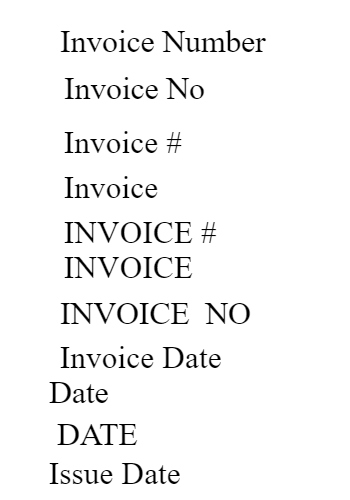 Invoice Number
Invoice No
Invoice #
Invoice
INVOICE #
INVOICE
INVOICE  NO
Invoice Date
Date
DATE
Issue Date